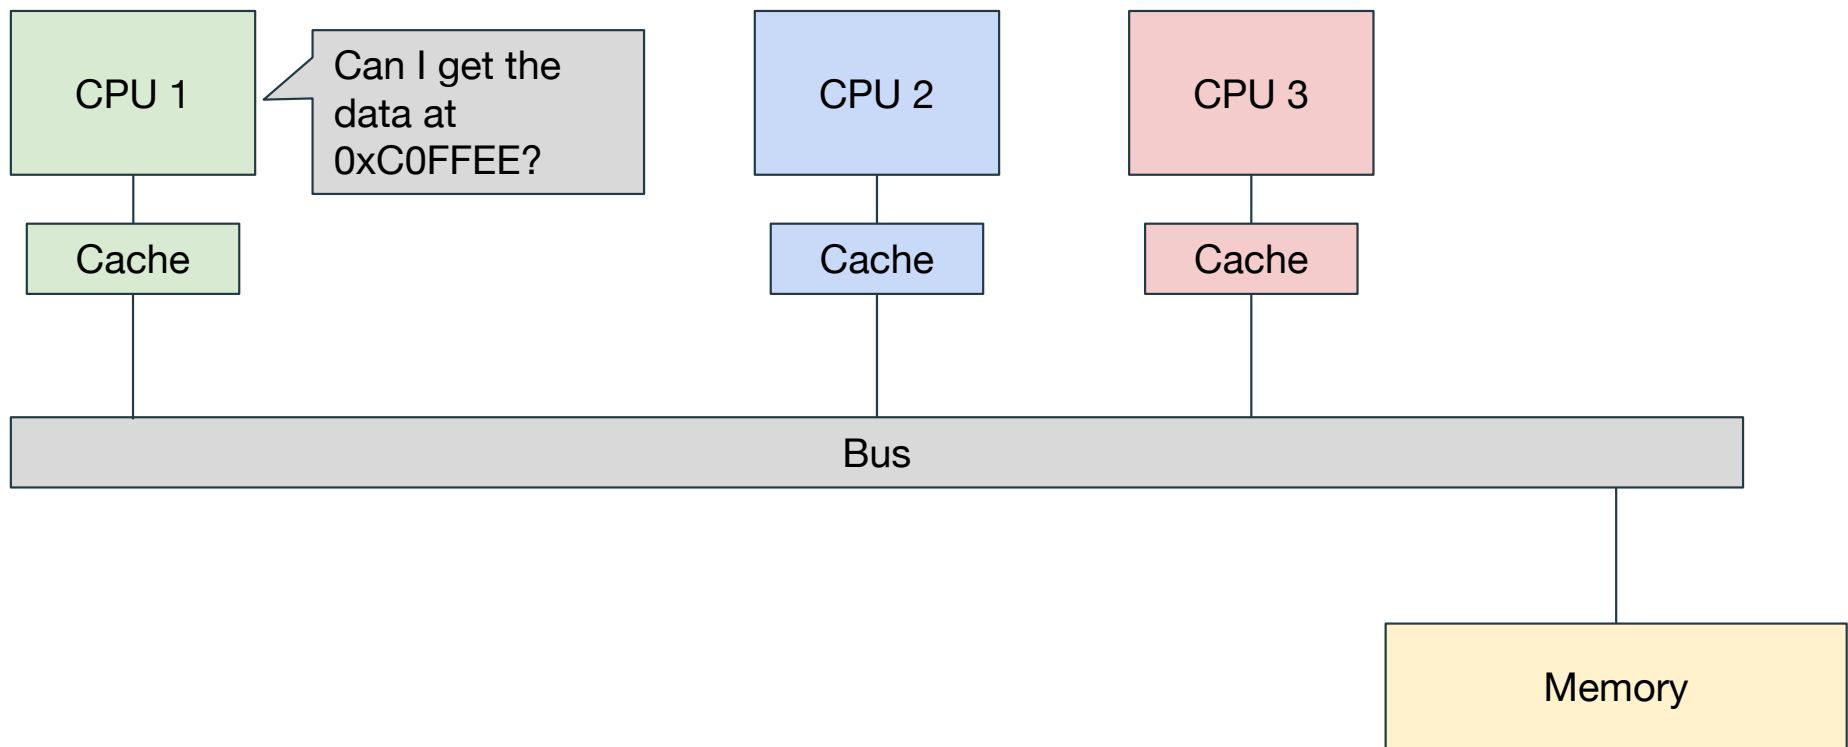 CPU 1
Can I get the
data at
0xC0FFEE?
CPU 2
CPU 3
Cache
Cache
Cache
Bus
Memory